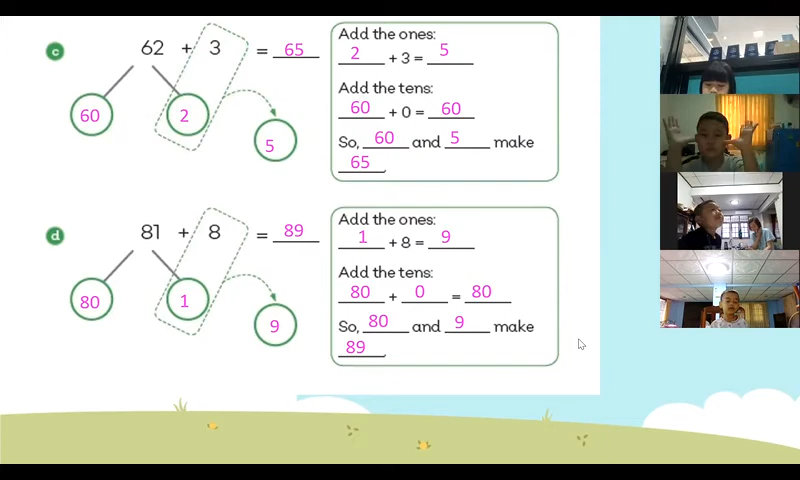 c
62 + 3 = 65
60
2
5
Add the ones:
2 + 3 = 5
Add the tens:
60 + 0 = 60
So, 60 and 5 make
65.
d
81 + 8 = 89
80
1
9
Add the ones:
1 + 8 = 9
Add the tens:
80 + 0 = 80
So, 80 and 9 make
89.